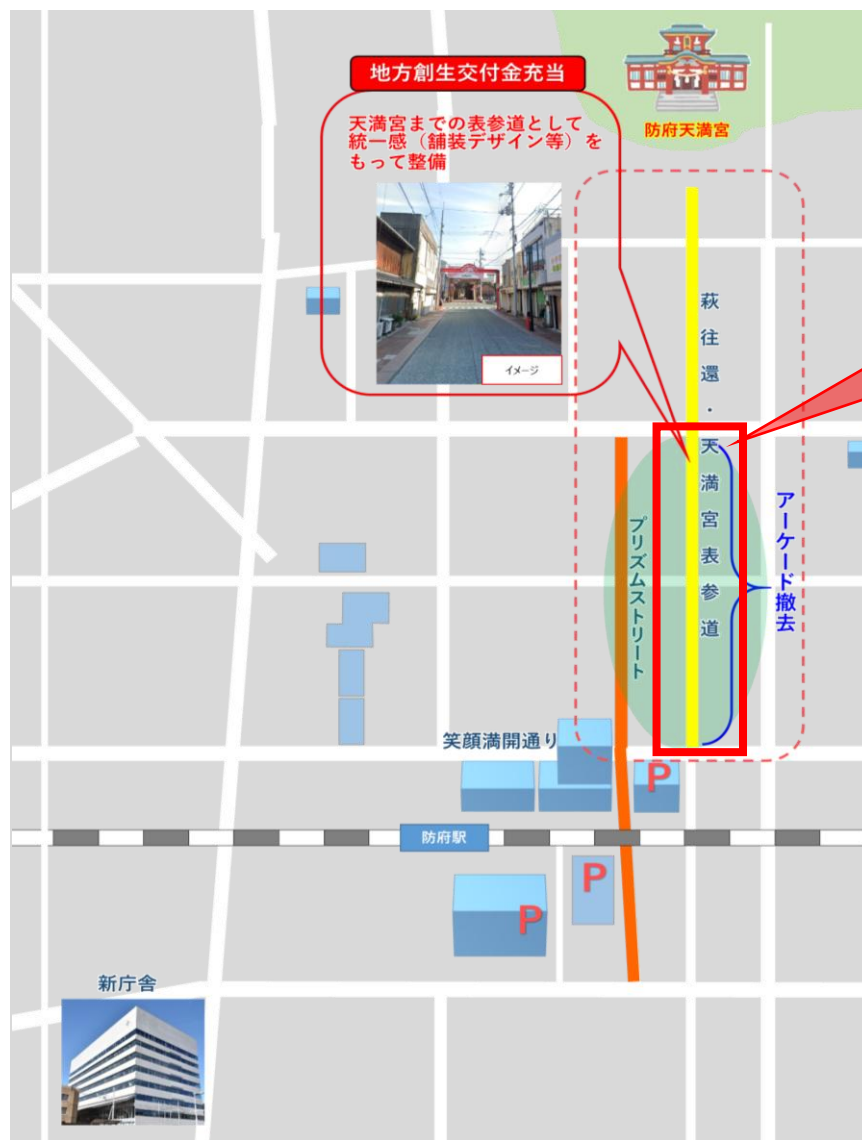 地方創生交付金充当
天満宮までの表参道として
統一感（舗装デザイン等）を
もって整備
イメージ
防府天満宮
萩往還・天満宮表参道
アーケード撤去
プリズムストリート
笑顔満開通り
P
防府駅
P
P
新庁舎